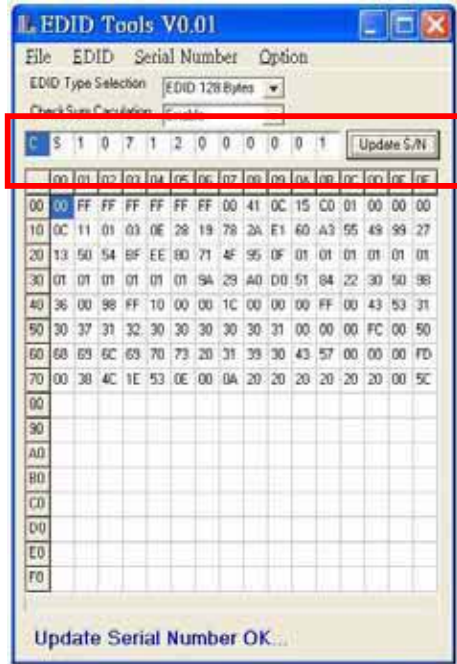 EDID Tools V0.01
File EDID Serial Number Option
EDID Type Selection EDID 128 Bytes
CheckSum Caculation Enable
C S 1 0 7 1 2 0 0 0 0 0 1 Update S/N
00 01 02 03 04 05 06 07 08 09 0A 0B 0C 0D 0E 0F
00 00 FF FF FF FF FF FF 00 41 0C 15 C0 01 00 00 00
10 0C 11 01 03 0E 28 19 78 2A E1 60 A3 55 49 99 27
20 13 50 54 BF EE 80 71 4F 95 0F 01 01 01 01 01 01
30 01 01 01 01 01 01 9A 29 A0 D0 51 84 22 30 50 98
40 36 00 98 FF 10 00 00 1C 00 00 00 FF 00 43 53 31
50 30 37 31 32 30 30 30 30 30 31 00 00 00 FC 00 50
60 68 69 6C 69 70 73 20 31 39 30 43 57 00 00 00 FD
70 00 38 4C 1E 53 0E 00 0A 20 20 20 20 20 20 00 5C
80
90
A0
B0
C0
D0
E0
F0
Update Serial Number OK...